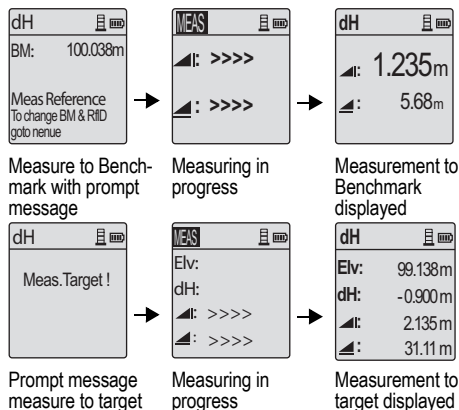 dH
BM: 100.038m
Meas Reference
To change BM & RflD
goto nenue
MEAS
: >>>>
: >>>>
dH
: 1.235m
: 5.68m
Measure to Bench-
mark with prompt
message
Measuring in
progress
Measurement to
Benchmark
displayed
dH
Meas.Target !
MEAS
Elv:
dH:
: >>>>
: >>>>
dH
Elv: 99.138m
dH: -0.900m
: 2.135m
: 31.11m
Prompt message
measure to target
Measuring in
progress
Measurement to
target displayed